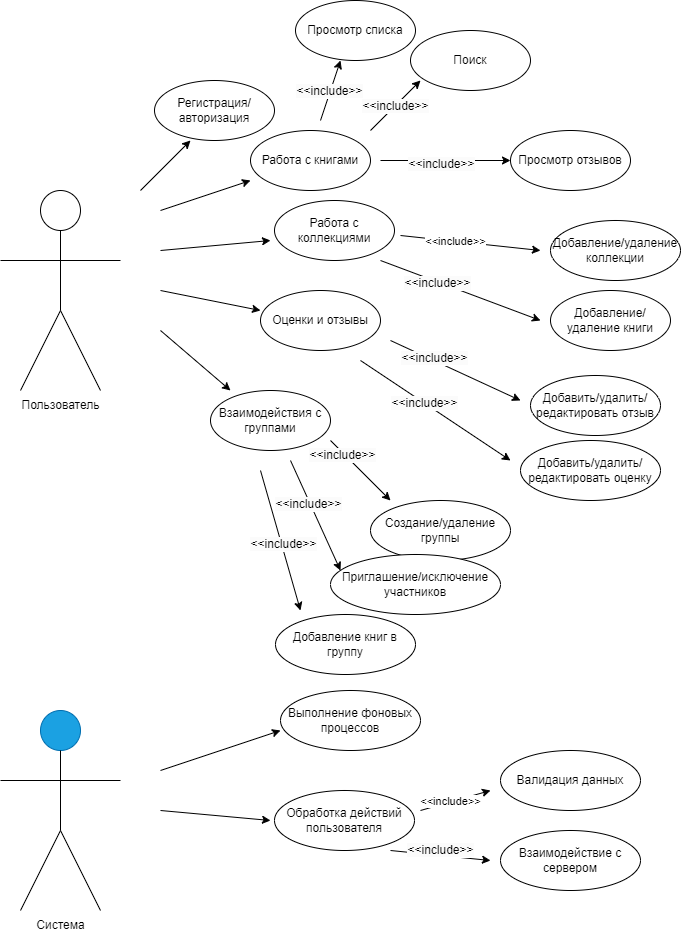 Просмотр списка
Поиск
<<include>>
<<include>>
Регистрация/
авторизация
Работа с книгами
<<include>>
Просмотр отзывов
Работа с
коллекциями
<<include>>
Добавление/удаление
коллекции
<<include>>
Добавление/
удаление книги
Оценки и отзывы
<<include>>
Добавить/удалить/
редактировать отзыв
<<include>>
Добавить/удалить/
редактировать оценку
Пользователь
Взаимодействия с
группами
<<include>>
Создание/удаление
группы
<<include>>
Приглашение/исключение
участников
<<include>>
Добавление книг в
группу
Выполнение фоновых
процессов
Обработка действий
пользователя
<<include>>
Валидация данных
<<include>>
Взаимодействие с
сервером
Система